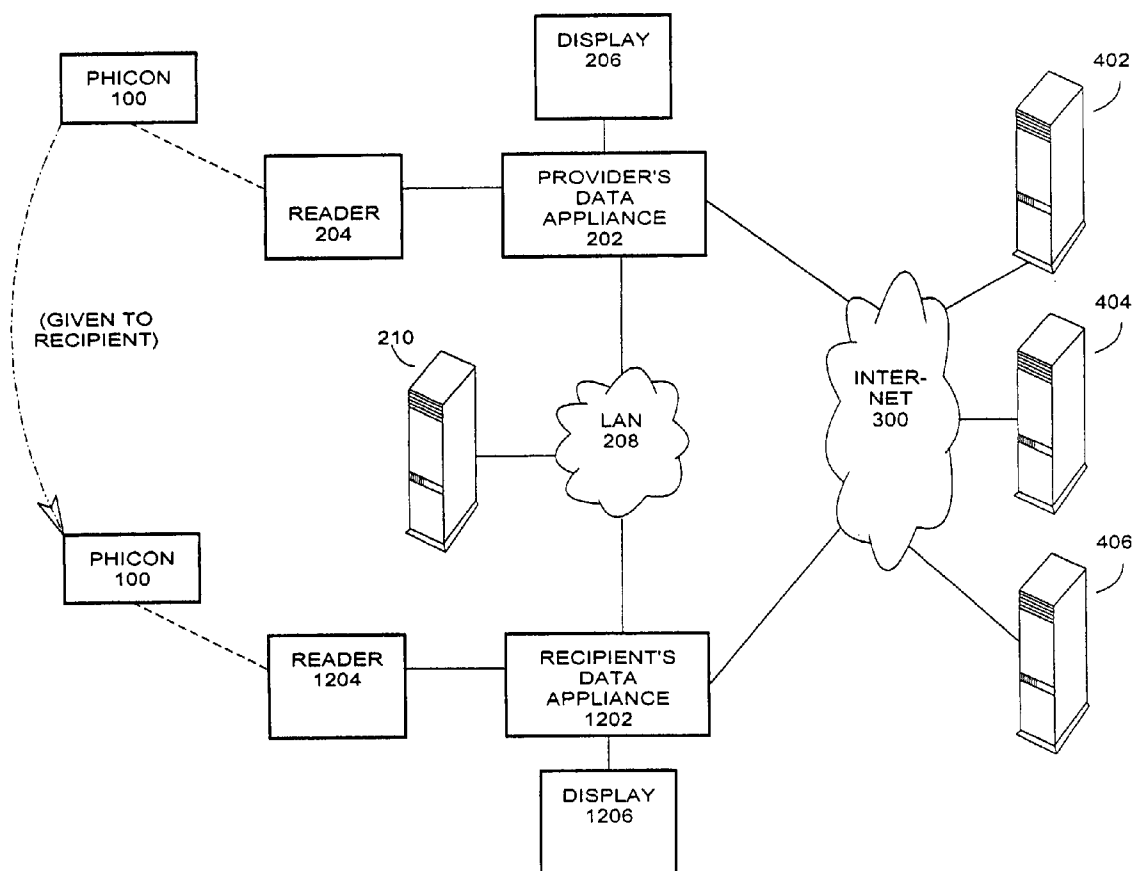 DISPLAY
206
402
PHICON
100
READER
204
PROVIDER'S
DATA
APPLIANCE
202
404
(GIVEN TO
RECIPIENT)
210
LAN
208
INTER-
NET
300
PHICON
100
406
READER
1204
RECIPIENT'S
DATA
APPLIANCE
1202
DISPLAY
1206